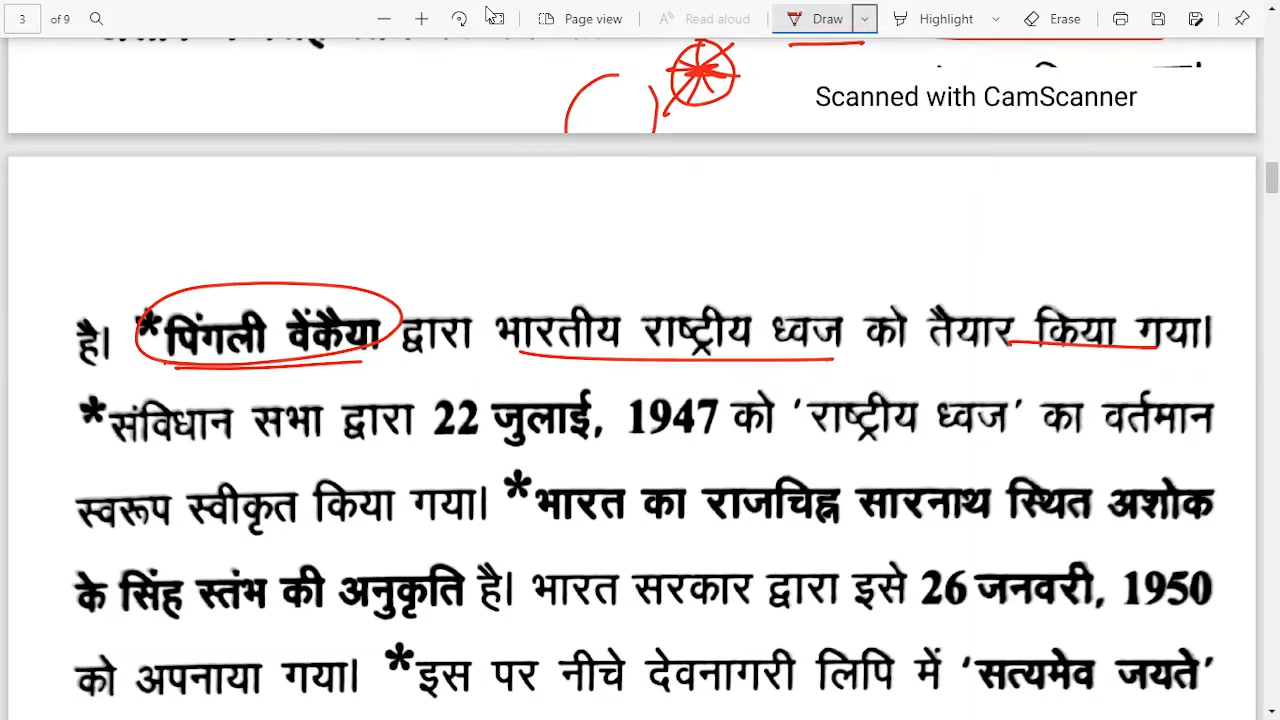 3 of 9 Page view Read aloud Draw Highlight Erase
Scanned with CamScanner
है। *पिंगली वेंकैया द्वारा भारतीय राष्ट्रीय ध्वज को तैयार किया गया।
*संविधान सभा द्वारा 22 जुलाई, 1947 को ‘राष्ट्रीय ध्वज’ का वर्तमान
स्वरूप स्वीकृत किया गया। *भारत का राजचिह्न सारनाथ स्थित अशोक
के सिंह स्तंभ की अनुकृति है। भारत सरकार द्वारा इसे 26 जनवरी, 1950
को अपनाया गया। *इस पर नीचे देवनागरी लिपि में ‘सत्यमेव जयते’